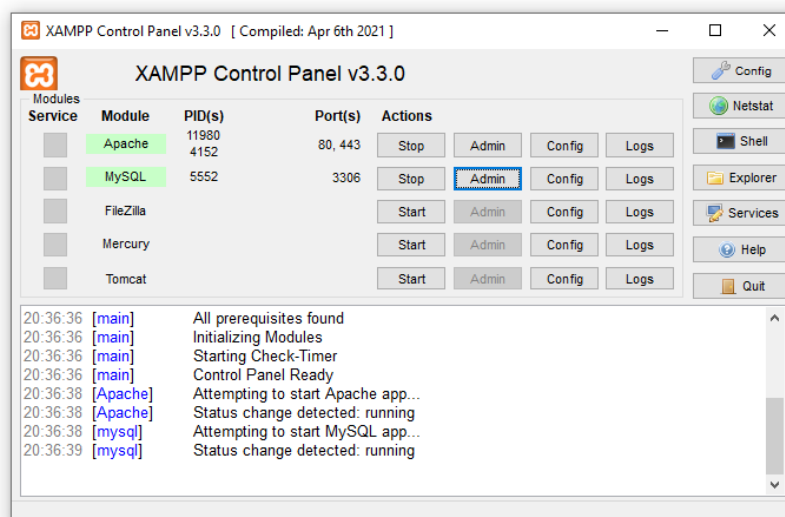 XAMPP Control Panel v3.3.0 [ Compiled: Apr 6th 2021 ]
XAMPP Control Panel v3.3.0
Config
Modules
Service Module PID(s) Port(s) Actions
Netstat
Apache 11980 4152 80, 443 Stop Admin Config Logs
Shell
MySQL 5552 3306 Stop Admin Config Logs
Explorer
FileZilla Start Admin Config Logs
Services
Mercury Start Admin Config Logs
Help
Tomcat Start Admin Config Logs
Quit
20:36:36 [main] All prerequisites found
20:36:36 [main] Initializing Modules
20:36:36 [main] Starting Check-Timer
20:36:36 [main] Control Panel Ready
20:36:38 [Apache] Attempting to start Apache app...
20:36:38 [Apache] Status change detected: running
20:36:38 [mysql] Attempting to start MySQL app...
20:36:39 [mysql] Status change detected: running